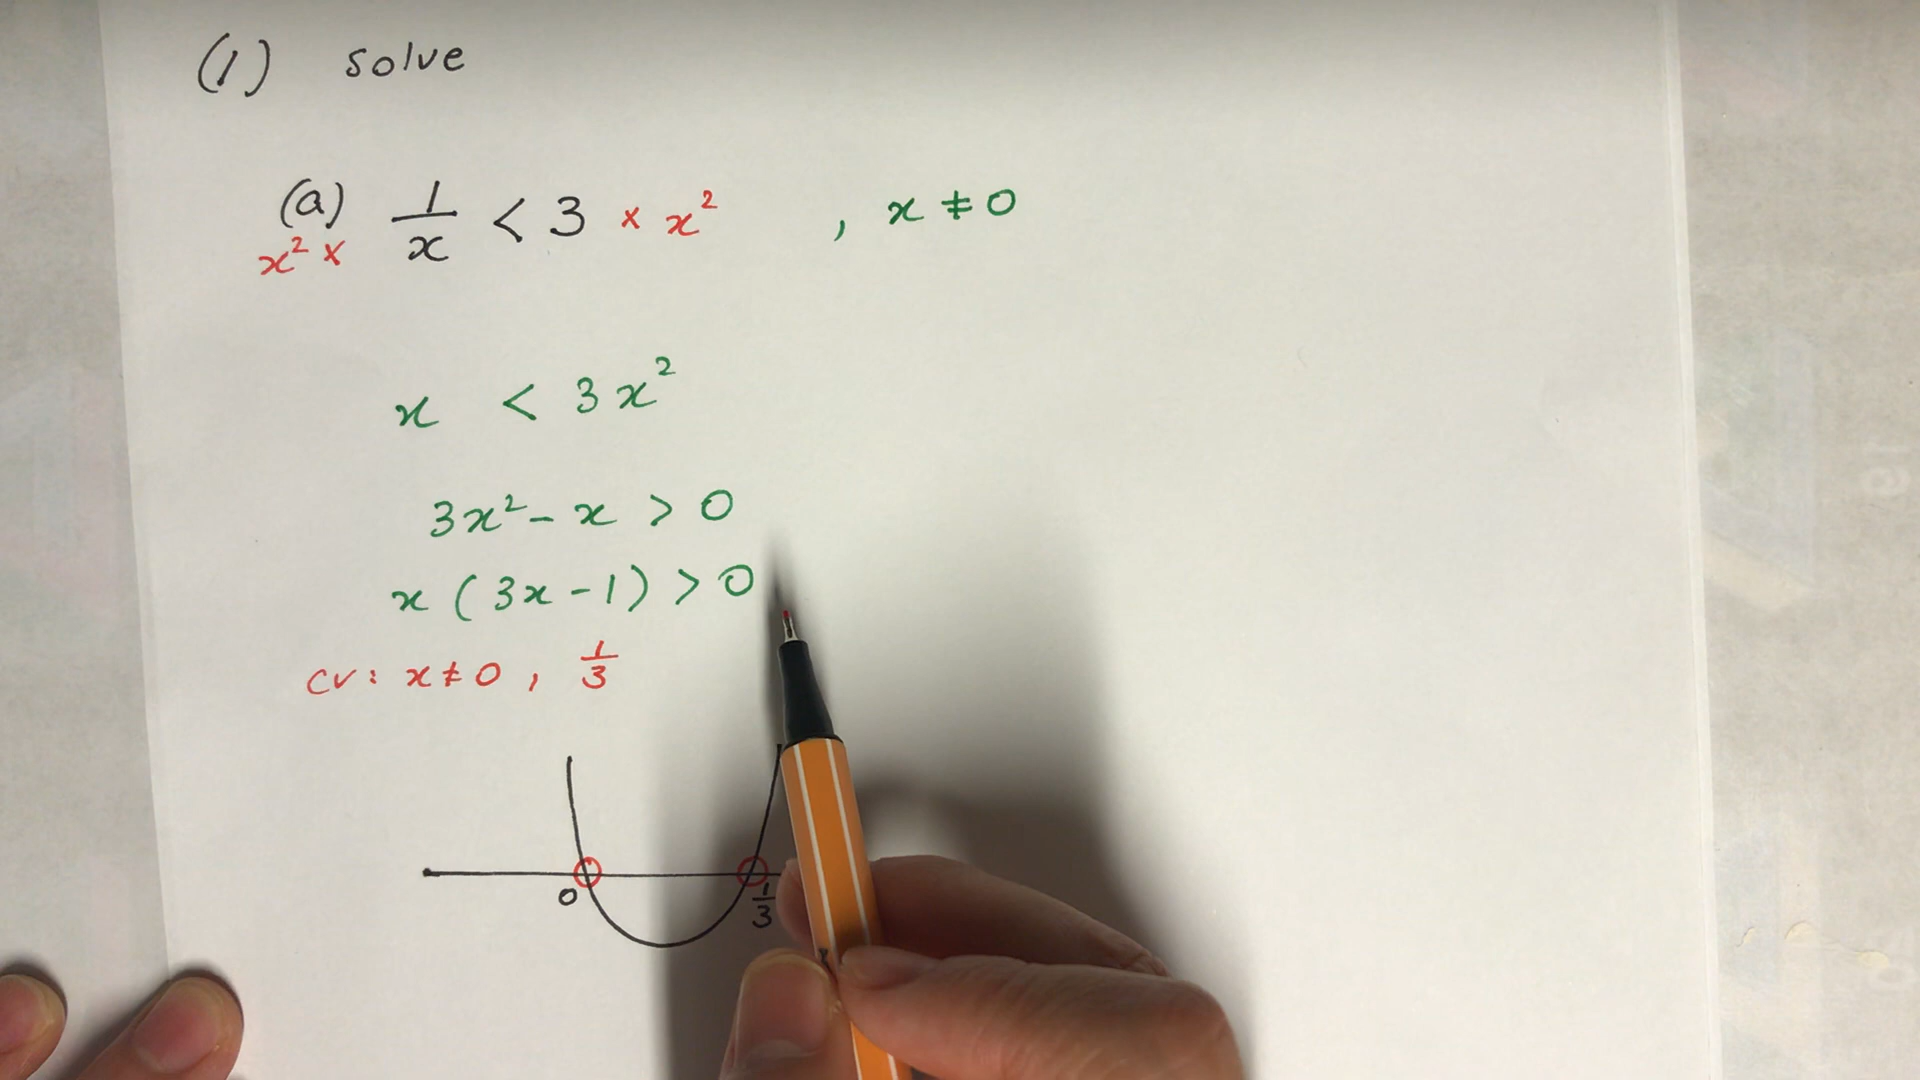 (1) solve
(a) 1/x < 3 × x² , x ≠ 0
x² ×
x < 3x²
3x² - x > 0
x (3x - 1) > 0
CV: x ≠ 0 , 1/3
0 1/3